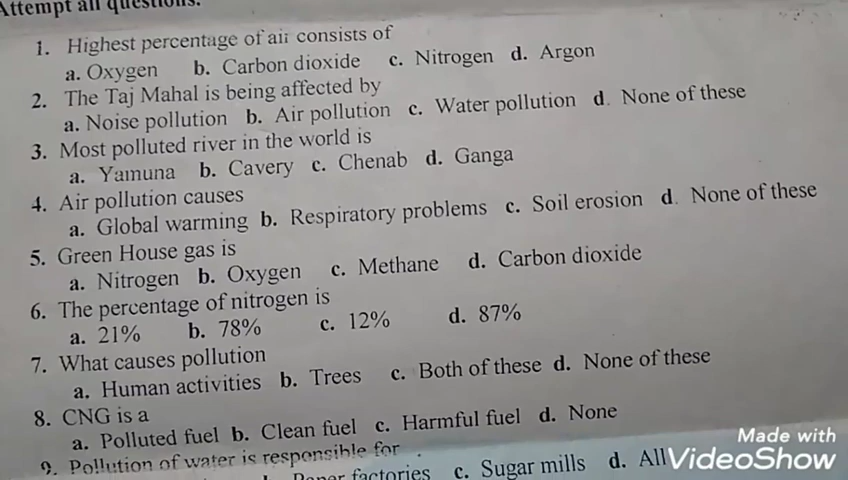 Attempt all questions.
1. Highest percentage of air consists of
a. Oxygen b. Carbon dioxide c. Nitrogen d. Argon
2. The Taj Mahal is being affected by
a. Noise pollution b. Air pollution c. Water pollution d. None of these
3. Most polluted river in the world is
a. Yamuna b. Cavery c. Chenab d. Ganga
4. Air pollution causes
a. Global warming b. Respiratory problems c. Soil erosion d. None of these
5. Green House gas is
a. Nitrogen b. Oxygen c. Methane d. Carbon dioxide
6. The percentage of nitrogen is
a. 21% b. 78% c. 12% d. 87%
7. What causes pollution
a. Human activities b. Trees c. Both of these d. None of these
8. CNG is a
a. Polluted fuel b. Clean fuel c. Harmful fuel d. None
9. Pollution of water is responsible for
Paper factories c. Sugar mills d. All
Made with
VideoShow